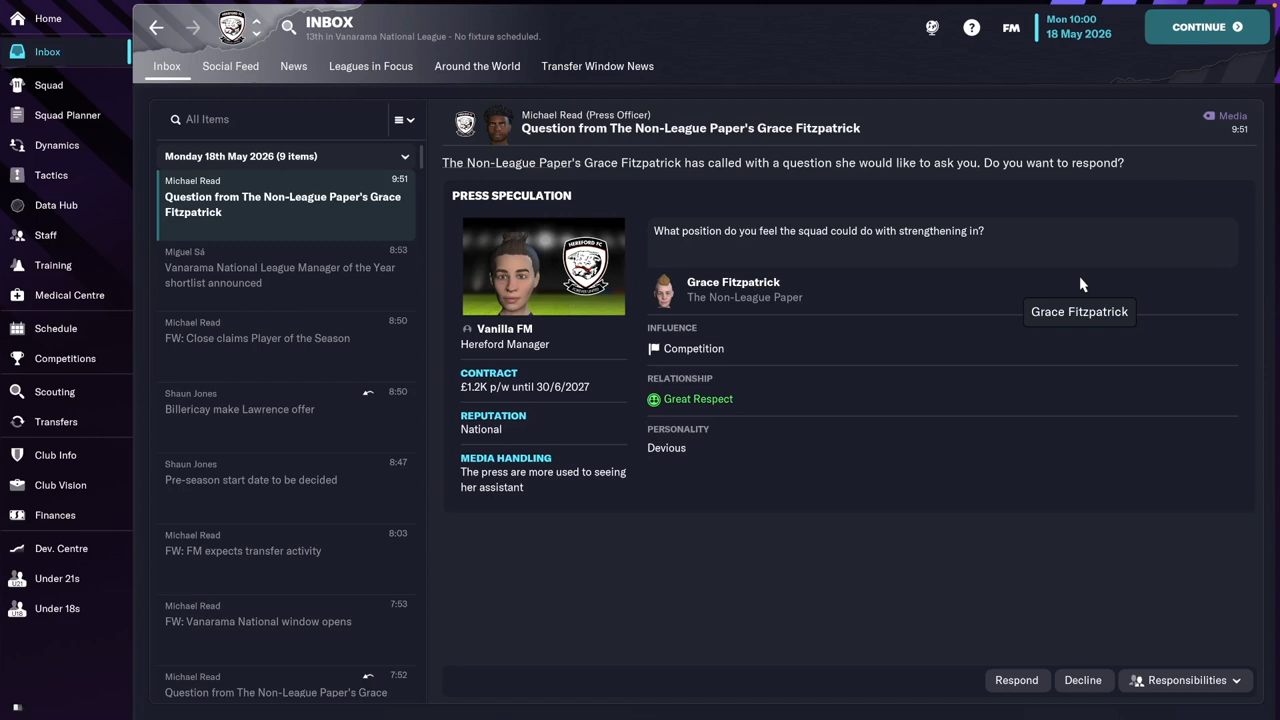 Home
Inbox
Squad
Squad Planner
Dynamics
Tactics
Data Hub
Staff
Training
Medical Centre
Schedule
Competitions
Scouting
Transfers
Club Info
Club Vision
Finances
Dev. Centre
Under 21s
Under 18s
INBOX
13th in Vanarama National League - No fixture scheduled.
FM
Mon 10:00
18 May 2026
CONTINUE
Inbox
Social Feed
News
Leagues in Focus
Around the World
Transfer Window News
All Items
Monday 18th May 2026 (9 items)
Michael Read
9:51
Question from The Non-League Paper's Grace
Fitzpatrick
Miguel Sá
8:53
Vanarama National League Manager of the Year
shortlist announced
Michael Read
8:50
FW: Close claims Player of the Season
Shaun Jones
8:50
Billericay make Lawrence offer
Shaun Jones
8:47
Pre-season start date to be decided
Michael Read
8:03
FW: FM expects transfer activity
Michael Read
7:53
FW: Vanarama National window opens
Michael Read
7:52
Question from The Non-League Paper's Grace
Michael Read (Press Officer)
Question from The Non-League Paper's Grace Fitzpatrick
Media
9:51
The Non-League Paper's Grace Fitzpatrick has called with a question she would like to ask you. Do you want to respond?
PRESS SPECULATION
HEREFORD FC
Vanilla FM
Hereford Manager
CONTRACT
£1.2K p/w until 30/6/2027
REPUTATION
National
MEDIA HANDLING
The press are more used to seeing
her assistant
What position do you feel the squad could do with strengthening in?
Grace Fitzpatrick
The Non-League Paper
Grace Fitzpatrick
INFLUENCE
Competition
RELATIONSHIP
Great Respect
PERSONALITY
Devious
Respond
Decline
Responsibilities